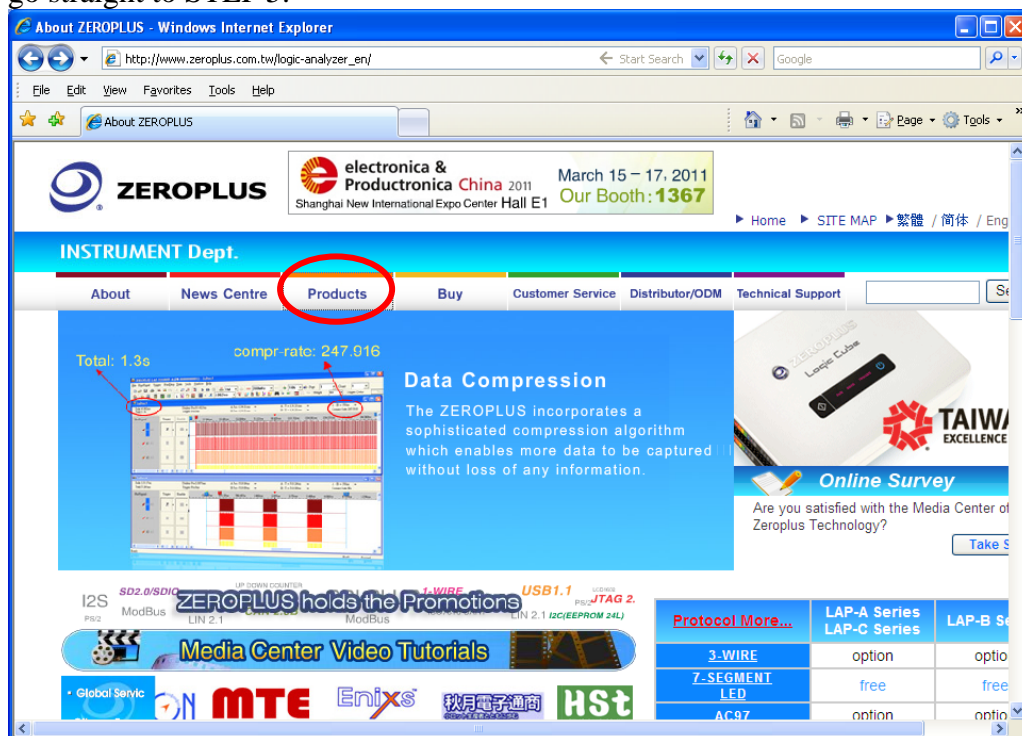 go straight to STEP 3.
About ZEROPLUS - Windows Internet Explorer
http://www.zeroplus.com.tw/logic-analyzer_en/
Start Search
Google
File Edit View Favorites Tools Help
About ZEROPLUS
Page
Tools
ZEROPLUS
electronica &
Productronica China 2011
Shanghai New International Expo Center Hall E1
March 15 – 17, 2011
Our Booth: 1367
Home SITE MAP 繁體 / 简体 / Eng
INSTRUMENT Dept.
About News Centre Products Buy Customer Service Distributor/ODM Technical Support
Se
Total: 1.3s
compr-rato: 247.916
Data Compression
The ZEROPLUS incorporates a
sophisticated compression algorithm
which enables more data to be captured
without loss of any information.
ZEROPLUS
Logic Cube
TAIWA
EXCELLENCE
Online Survey
Are you satisfied with the Media Center of
Zeroplus Technology?
Take S
I2S
SD2.0/SDIO
UP DOWN COUNTER
1-WIRE
USB1.1
PS/2
JTAG 2.
ModBus
LIN 2.1
ModBus
LIN 2.1
I2C(EEPROM 24L)
PS/2
ZEROPLUS holds the Promotions
Media Center Video Tutorials
Global Servic
MTE
Enixs
秋月電子通商
HSt
Protocol More... LAP-A Series LAP-C Series LAP-B Se
3-WIRE option optio
7-SEGMENT LED free free
AC97 option optio